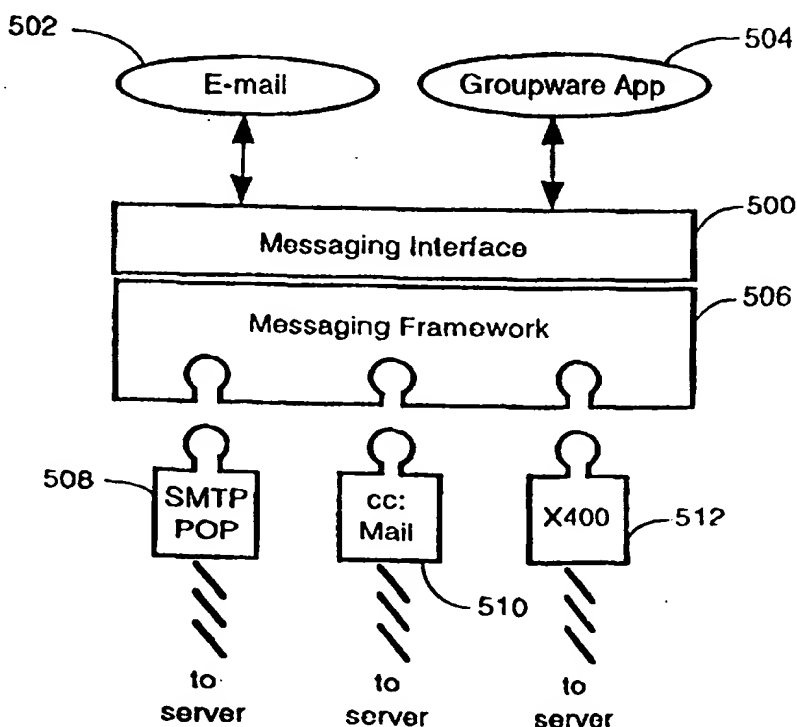 502
504
E-mail
Groupware App
500
Messaging Interface
506
Messaging Framework
508
SMTP
POP
cc:
Mail
X400
512
510
to
server
to
server
to
server